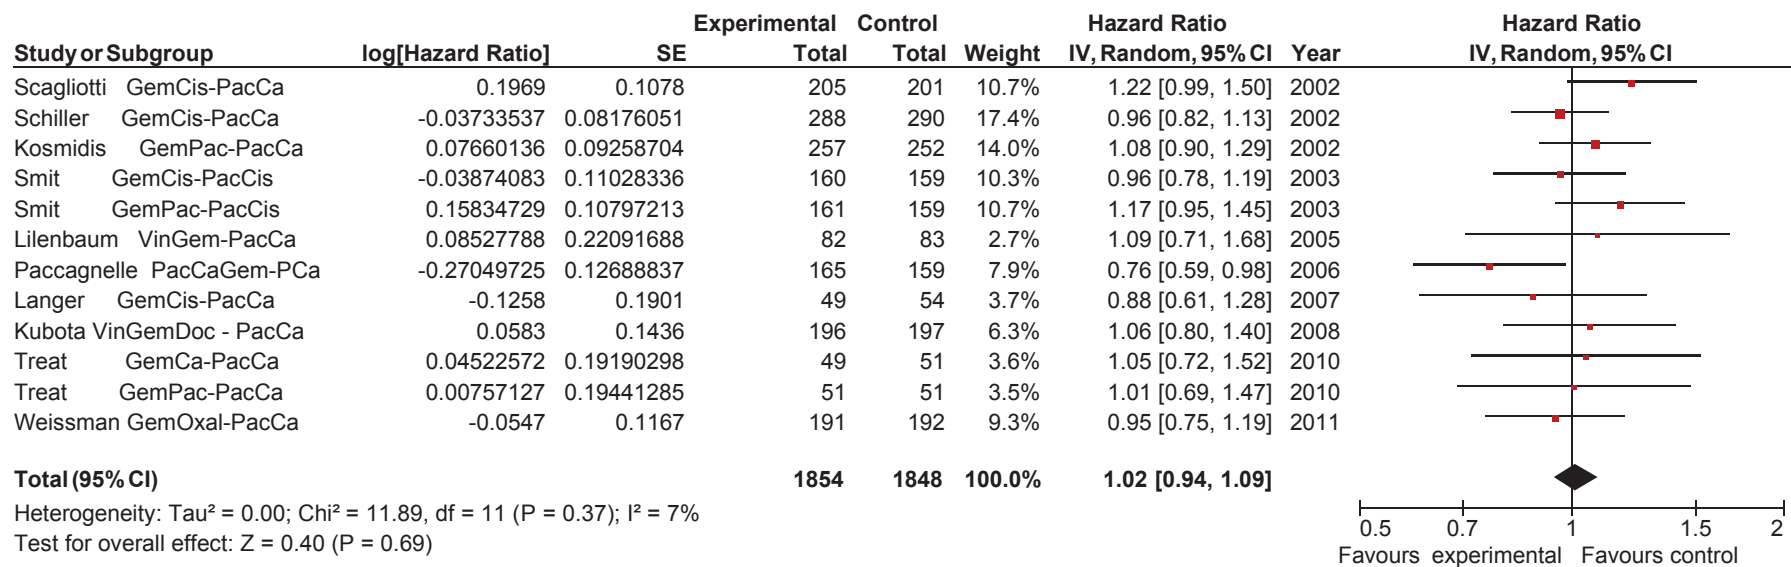 Experimental Control Hazard Ratio Hazard Ratio
Study or Subgroup log[Hazard Ratio] SE Total Total Weight IV, Random, 95% CI Year IV, Random, 95% CI
Scagliotti GemCis-PacCa 0.1969 0.1078 205 201 10.7% 1.22 [0.99, 1.50] 2002
Schiller GemCis-PacCa -0.03733537 0.08176051 288 290 17.4% 0.96 [0.82, 1.13] 2002
Kosmidis GemPac-PacCa 0.07660136 0.09258704 257 252 14.0% 1.08 [0.90, 1.29] 2002
Smit GemCis-PacCis -0.03874083 0.11028336 160 159 10.3% 0.96 [0.78, 1.19] 2003
Smit GemPac-PacCis 0.15834729 0.10797213 161 159 10.7% 1.17 [0.95, 1.45] 2003
Lilenbaum VinGem-PacCa 0.08527788 0.22091688 82 83 2.7% 1.09 [0.71, 1.68] 2005
Paccagnelle PacCaGem-PCa -0.27049725 0.12688837 165 159 7.9% 0.76 [0.59, 0.98] 2006
Langer GemCis-PacCa -0.1258 0.1901 49 54 3.7% 0.88 [0.61, 1.28] 2007
Kubota VinGemDoc - PacCa 0.0583 0.1436 196 197 6.3% 1.06 [0.80, 1.40] 2008
Treat GemCa-PacCa 0.04522572 0.19190298 49 51 3.6% 1.05 [0.72, 1.52] 2010
Treat GemPac-PacCa 0.00757127 0.19441285 51 51 3.5% 1.01 [0.69, 1.47] 2010
Weissman GemOxal-PacCa -0.0547 0.1167 191 192 9.3% 0.95 [0.75, 1.19] 2011
Total (95% CI) 1854 1848 100.0% 1.02 [0.94, 1.09]
Heterogeneity: Tau² = 0.00; Chi² = 11.89, df = 11 (P = 0.37); I² = 7%
Test for overall effect: Z = 0.40 (P = 0.69)
0.5 0.7 1 1.5 2
Favours experimental Favours control